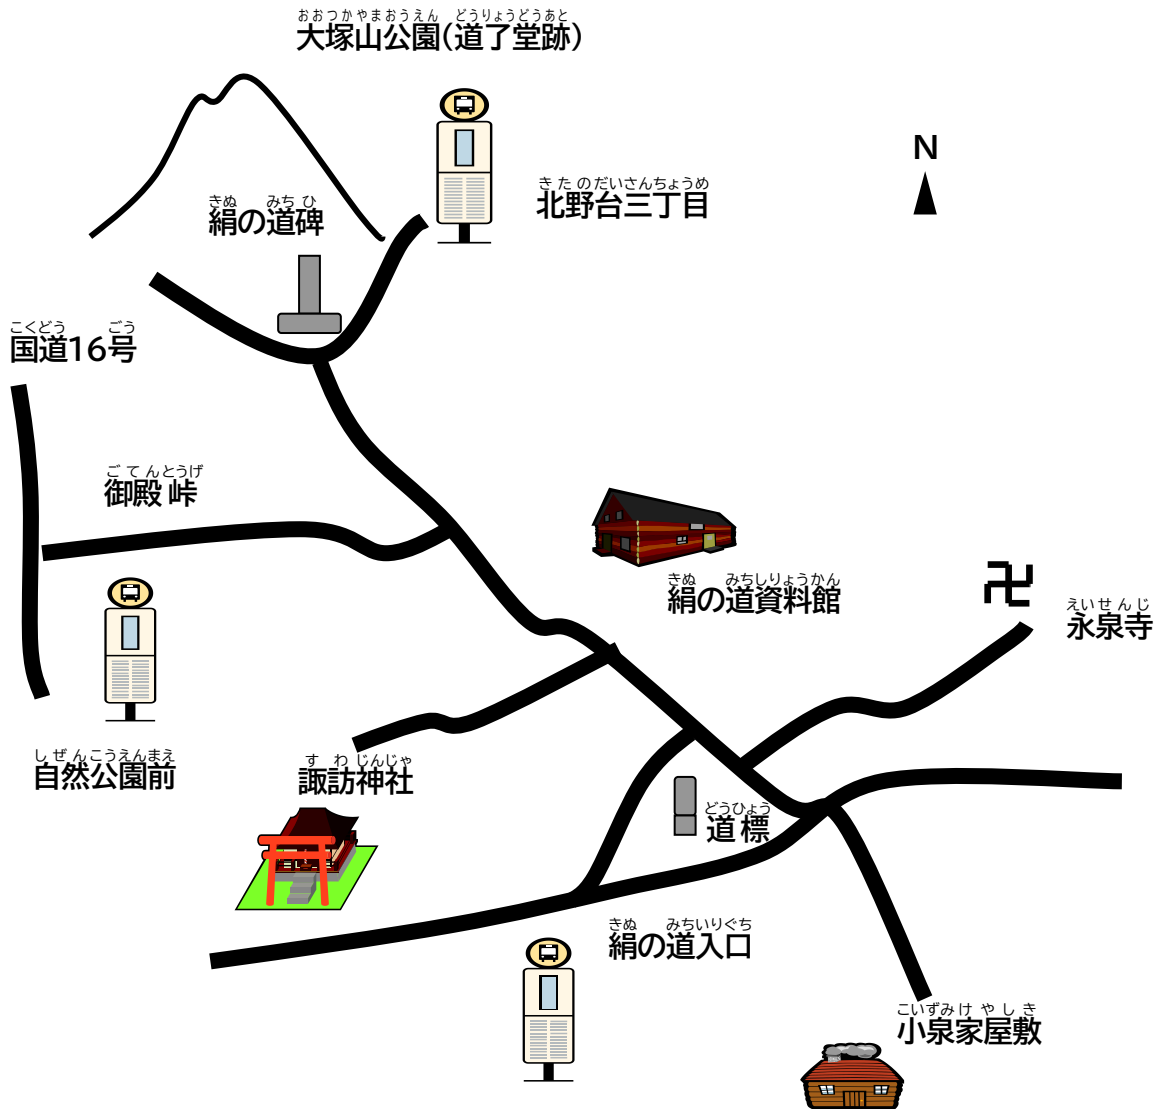 おおつかやまおうえん どうりょうどうあと
大塚山公園(道了堂跡)
N
きたのだいさんちょうめ
北野台三丁目
きぬ みち ひ
絹の道碑
こくどう ごう
国道16号
ごてんとうげ
御殿峠
きぬ みちしりょうかん
絹の道資料館
えいせんじ
永泉寺
しぜんこうえんまえ
自然公園前
すわじんじゃ
諏訪神社
どうひょう
道標
きぬ みちいりぐち
絹の道入口
こいずみけやしき
小泉家屋敷